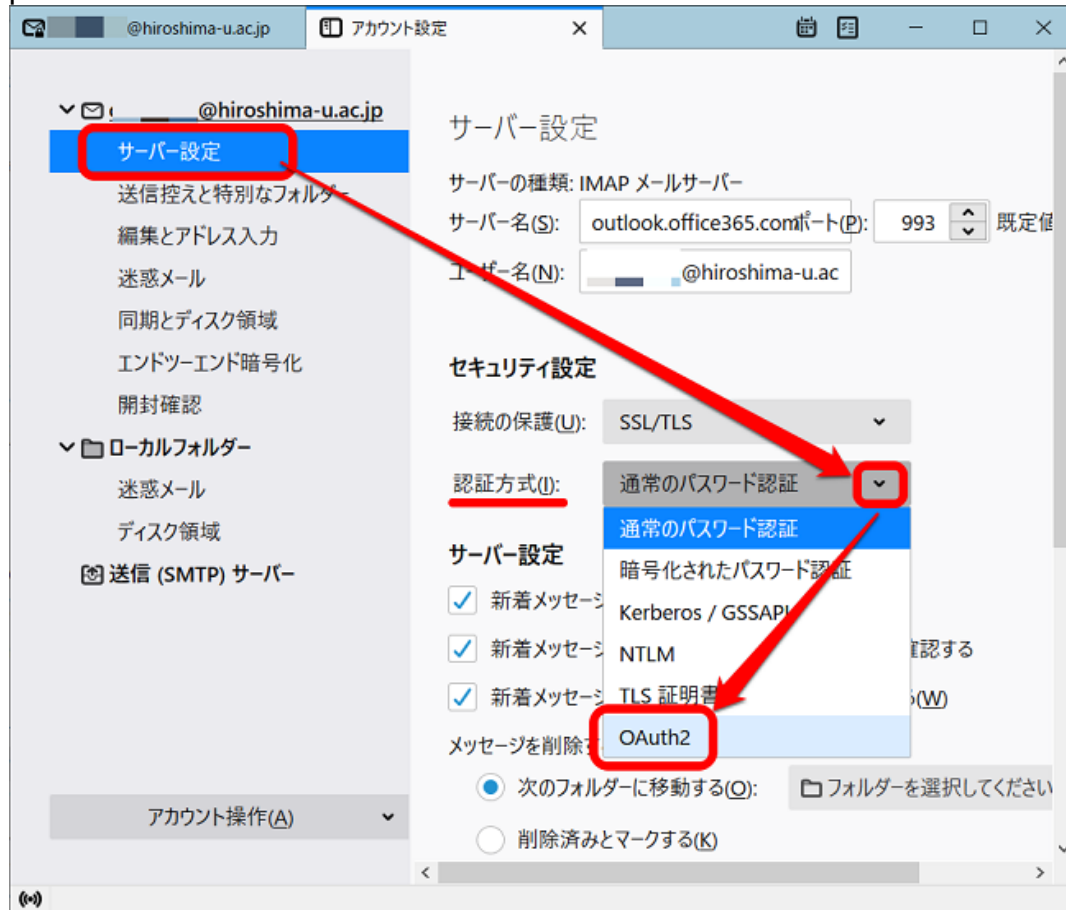 @hiroshima-u.ac.jp
アカウント設定
@hiroshima-u.ac.jp
サーバー設定
送信控えと特別なフォルダー
編集とアドレス入力
迷惑メール
同期とディスク領域
エンドツーエンド暗号化
開封確認
ローカルフォルダー
迷惑メール
ディスク領域
送信 (SMTP) サーバー
アカウント操作(A)
サーバー設定
サーバーの種類: IMAP メールサーバー
サーバー名(S): outlook.office365.com ポート(P): 993 既定値
ユーザー名(N): @hiroshima-u.ac
セキュリティ設定
接続の保護(U): SSL/TLS
認証方式(I): 通常のパスワード認証
通常のパスワード認証
暗号化されたパスワード認証
Kerberos / GSSAPI
NTLM
TLS 証明書
OAuth2
サーバー設定
新着メッセージ
新着メッセージ 確認する
新着メッセージ (W)
メッセージを削除す
次のフォルダーに移動する(O): フォルダーを選択してください
削除済みとマークする(K)